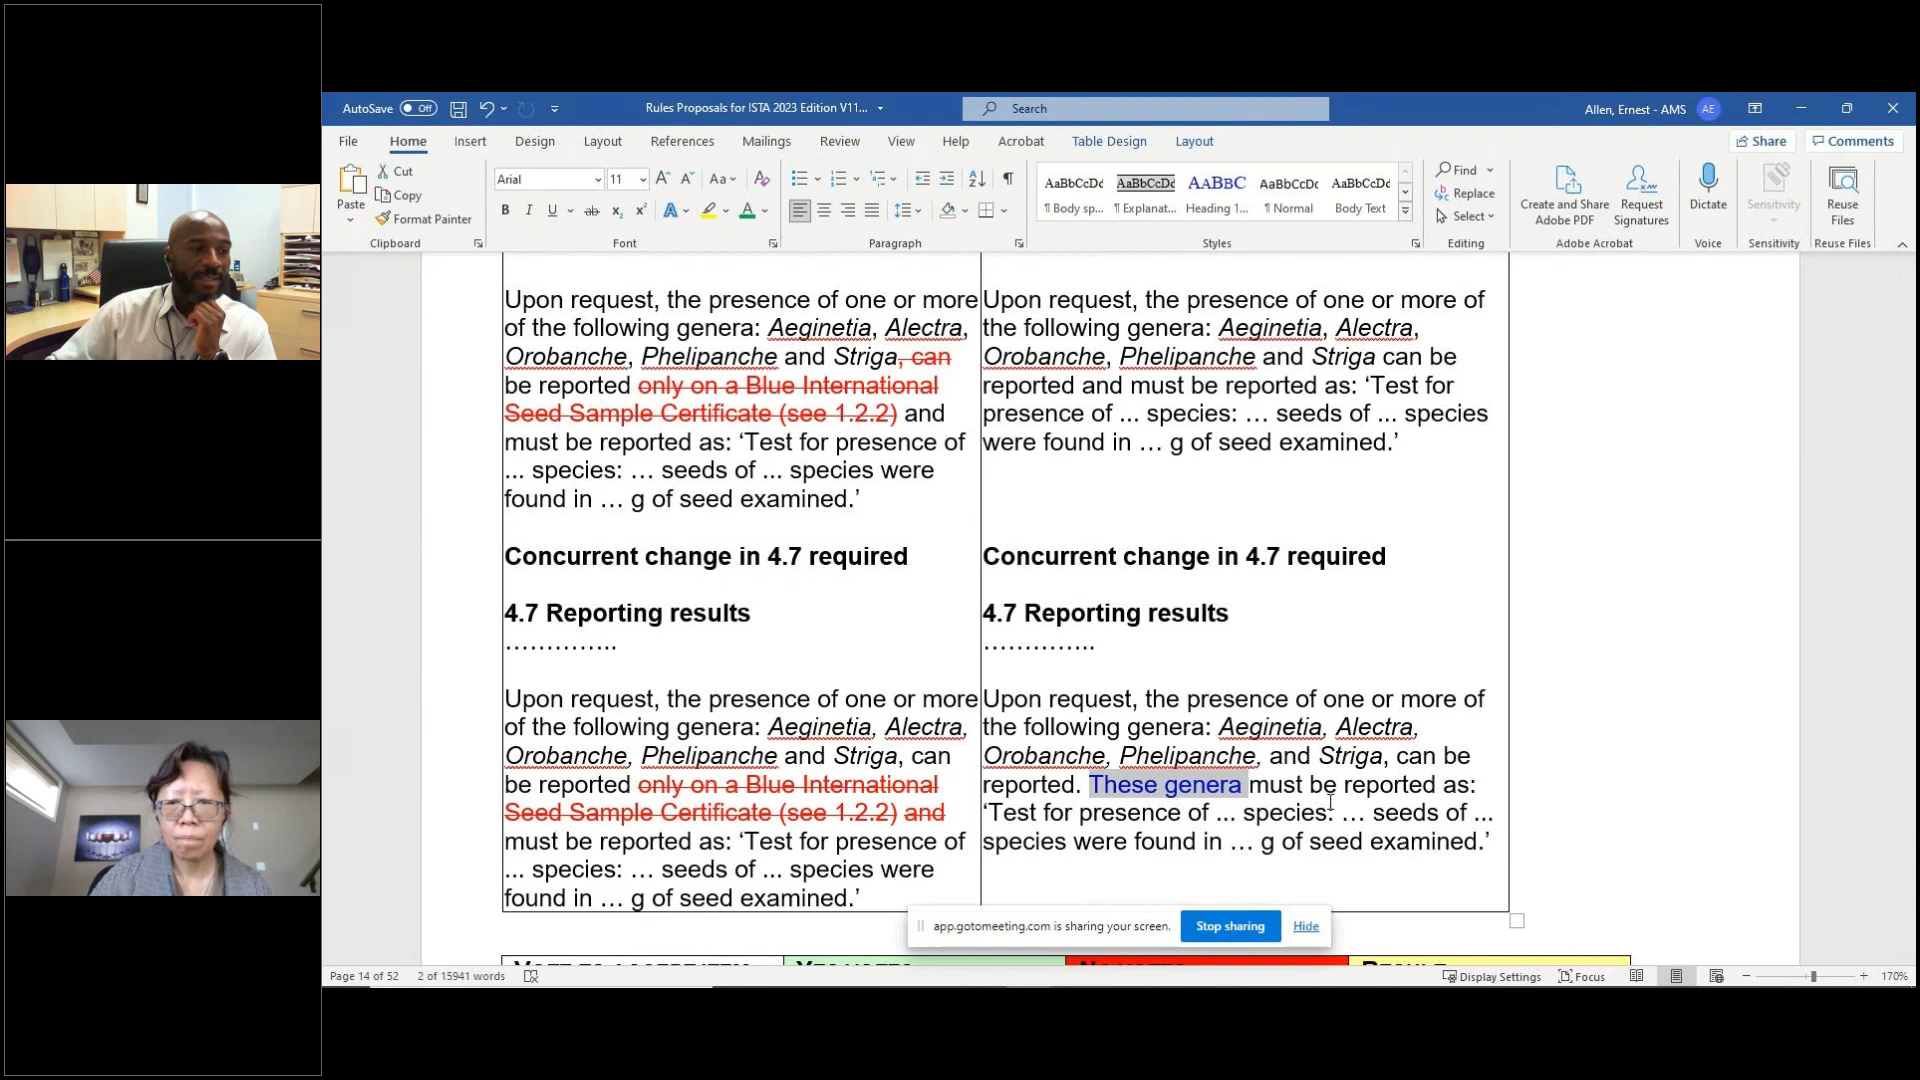 AutoSave Off Rules Proposals for ISTA 2023 Edition V11... Search Allen, Ernest - AMS AE
File Home Insert Design Layout References Mailings Review View Help Acrobat Table Design Layout Share Comments
Paste Cut Copy Format Painter Clipboard
Arial 11 Font
Paragraph
AaBbCcDc AaBbCcDc AABBC AaBbCcDc AaBbCcDc
¶ Body sp... ¶ Explanat... Heading 1... ¶ Normal Body Text
Styles
Find Replace Select Editing
Create and Share Adobe PDF Request Signatures Adobe Acrobat
Dictate Voice
Sensitivity Sensitivity
Reuse Files Reuse Files
Upon request, the presence of one or more
of the following genera: Aeginetia, Alectra,
Orobanche, Phelipanche and Striga, can
be reported only on a Blue International
Seed Sample Certificate (see 1.2.2) and
must be reported as: ‘Test for presence of
... species: … seeds of ... species were
found in … g of seed examined.’
Concurrent change in 4.7 required
4.7 Reporting results
…………..
Upon request, the presence of one or more
of the following genera: Aeginetia, Alectra,
Orobanche, Phelipanche and Striga, can
be reported only on a Blue International
Seed Sample Certificate (see 1.2.2) and
must be reported as: ‘Test for presence of
... species: … seeds of ... species were
found in … g of seed examined.’
Upon request, the presence of one or more of
the following genera: Aeginetia, Alectra,
Orobanche, Phelipanche and Striga can be
reported and must be reported as: ‘Test for
presence of ... species: … seeds of ... species
were found in … g of seed examined.’
Concurrent change in 4.7 required
4.7 Reporting results
…………..
Upon request, the presence of one or more of
the following genera: Aeginetia, Alectra,
Orobanche, Phelipanche, and Striga, can be
reported. These genera must be reported as:
‘Test for presence of ... species: … seeds of ...
species were found in … g of seed examined.’
app.gotomeeting.com is sharing your screen. Stop sharing Hide
Page 14 of 52 2 of 15941 words Display Settings Focus 170%